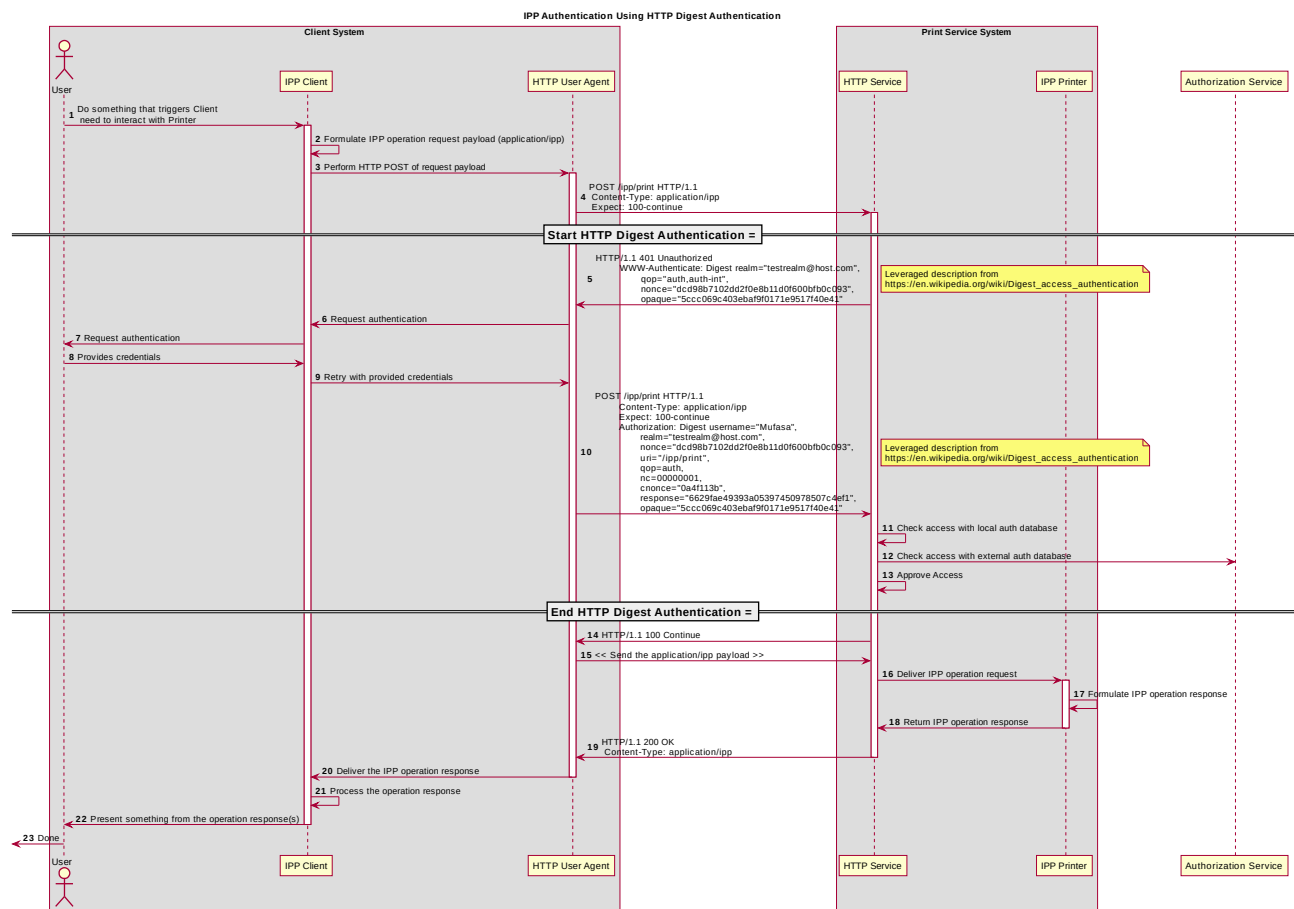 IPP Authentication Using HTTP Digest Authentication
Client System
Print Service System
User
IPP Client
HTTP User Agent
HTTP Service
IPP Printer
Authorization Service
1 Do something that triggers Client
need to interact with Printer
2 Formulate IPP operation request payload (application/ipp)
3 Perform HTTP POST of request payload
POST /ipp/print HTTP/1.1
4 Content-Type: application/ipp
Expect: 100-continue
Start HTTP Digest Authentication =
HTTP/1.1 401 Unauthorized
WWW-Authenticate: Digest realm="testrealm@host.com",
5 qop="auth,auth-int",
nonce="dcd98b7102dd2f0e8b11d0f600bfb0c093",
opaque="5ccc069c403ebaf9f0171e9517f40e41"
Leveraged description from
https://en.wikipedia.org/wiki/Digest_access_authentication
6 Request authentication
7 Request authentication
8 Provides credentials
9 Retry with provided credentials
POST /ipp/print HTTP/1.1
Content-Type: application/ipp
Expect: 100-continue
Authorization: Digest username="Mufasa",
realm="testrealm@host.com",
nonce="dcd98b7102dd2f0e8b11d0f600bfb0c093",
10 uri="/ipp/print",
qop=auth,
nc=00000001,
cnonce="0a4f113b",
response="6629fae49393a05397450978507c4ef1",
opaque="5ccc069c403ebaf9f0171e9517f40e41"
Leveraged description from
https://en.wikipedia.org/wiki/Digest_access_authentication
11 Check access with local auth database
12 Check access with external auth database
13 Approve Access
End HTTP Digest Authentication =
14 HTTP/1.1 100 Continue
15 << Send the application/ipp payload >>
16 Deliver IPP operation request
17 Formulate IPP operation response
18 Return IPP operation response
19 HTTP/1.1 200 OK
Content-Type: application/ipp
20 Deliver the IPP operation response
21 Process the operation response
22 Present something from the operation response(s)
23 Done
User
IPP Client
HTTP User Agent
HTTP Service
IPP Printer
Authorization Service